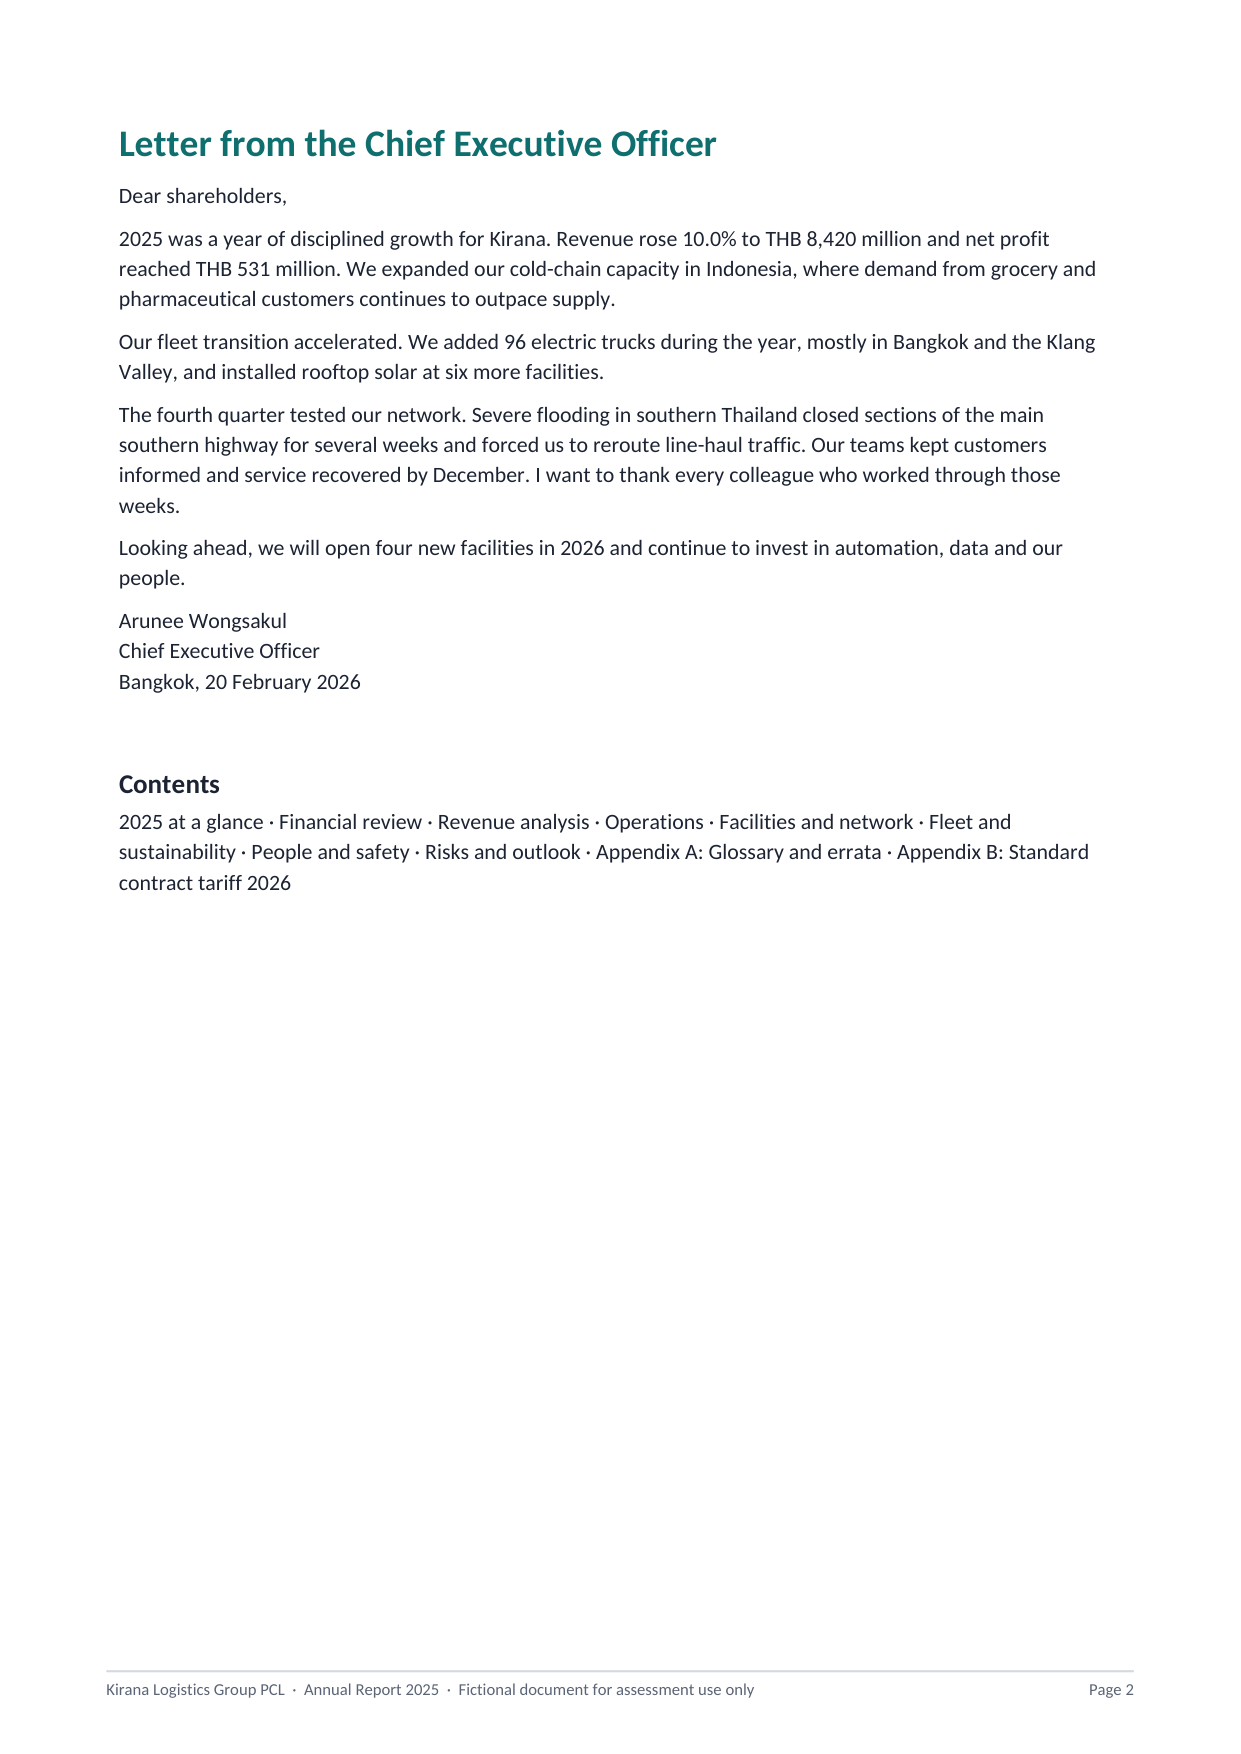 Letter from the Chief Executive Officer
Dear shareholders,
2025 was a year of disciplined growth for Kirana. Revenue rose 10.0% to THB 8,420 million and net profit
reached THB 531 million. We expanded our cold-chain capacity in Indonesia, where demand from grocery and
pharmaceutical customers continues to outpace supply.
Our fleet transition accelerated. We added 96 electric trucks during the year, mostly in Bangkok and the Klang
Valley, and installed rooftop solar at six more facilities.
The fourth quarter tested our network. Severe flooding in southern Thailand closed sections of the main
southern highway for several weeks and forced us to reroute line-haul traffic. Our teams kept customers
informed and service recovered by December. I want to thank every colleague who worked through those
weeks.
Looking ahead, we will open four new facilities in 2026 and continue to invest in automation, data and our
people.
Arunee Wongsakul
Chief Executive Officer
Bangkok, 20 February 2026
Contents
2025 at a glance · Financial review · Revenue analysis · Operations · Facilities and network · Fleet and
sustainability · People and safety · Risks and outlook · Appendix A: Glossary and errata · Appendix B: Standard
contract tariff 2026
Kirana Logistics Group PCL · Annual Report 2025 · Fictional document for assessment use only Page 2